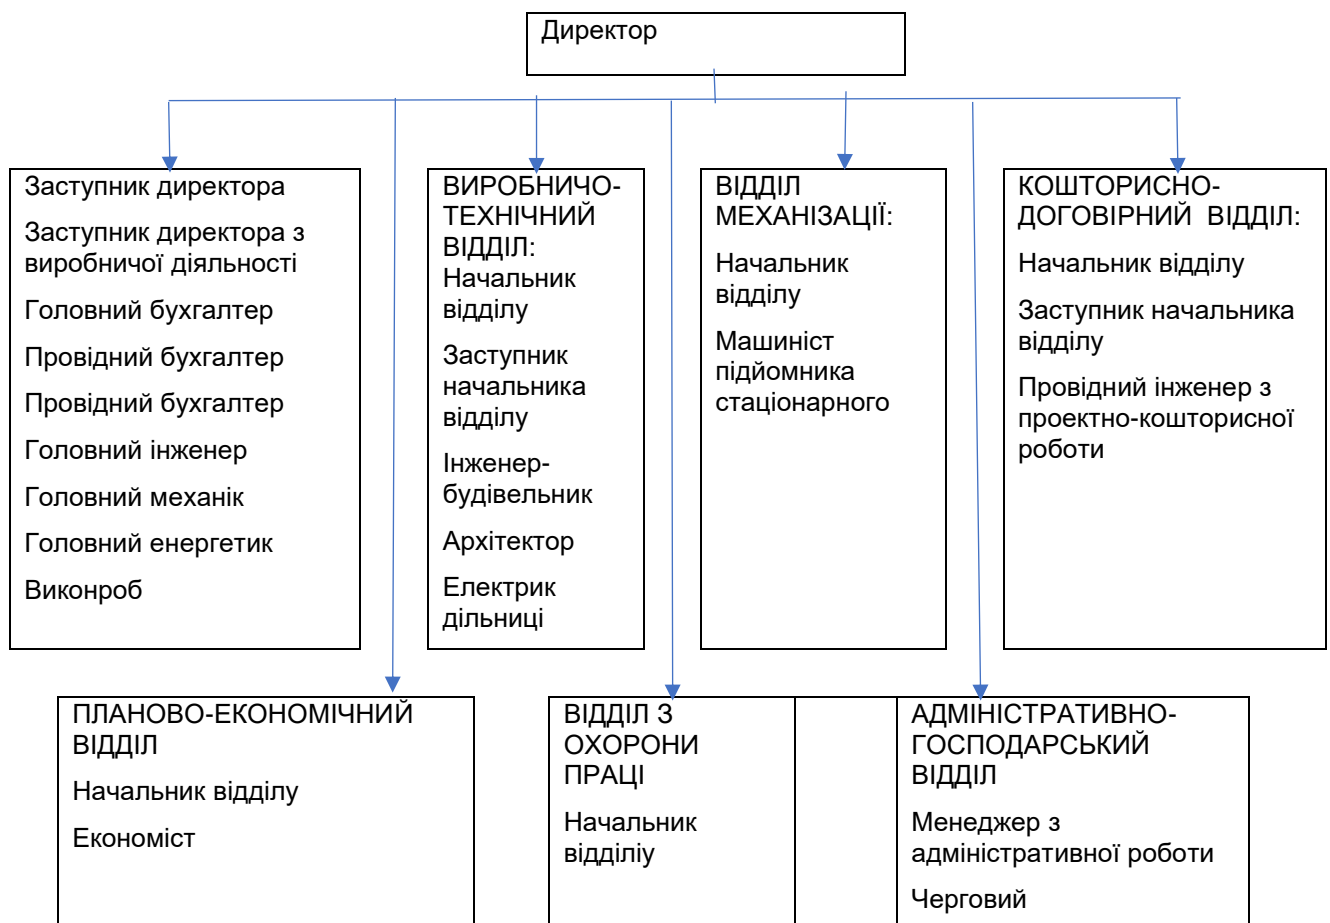 Директор
Заступник директора
Заступник директора з
виробничої діяльності
Головний бухгалтер
Провідний бухгалтер
Провідний бухгалтер
Головний інженер
Головний механік
Головний енергетик
Виконроб
ВИРОБНИЧО-
ТЕХНІЧНИЙ
ВІДДІЛ:
Начальник
відділу
Заступник
начальника
відділу
Інженер-
будівельник
Архітектор
Електрик
дільниці
ВІДДІЛ
МЕХАНІЗАЦІЇ:
Начальник
відділу
Машиніст
підйомника
стаціонарного
КОШТОРИСНО-
ДОГОВІРНИЙ ВІДДІЛ:
Начальник відділу
Заступник начальника
відділу
Провідний інженер з
проектно-кошторисної
роботи
ПЛАНОВО-ЕКОНОМІЧНИЙ
ВІДДІЛ
Начальник відділу
Економіст
ВІДДІЛ З
ОХОРОНИ
ПРАЦІ
Начальник
відділіу
АДМІНІСТРАТИВНО-
ГОСПОДАРСЬКИЙ
ВІДДІЛ
Менеджер з
адміністративної роботи
Черговий